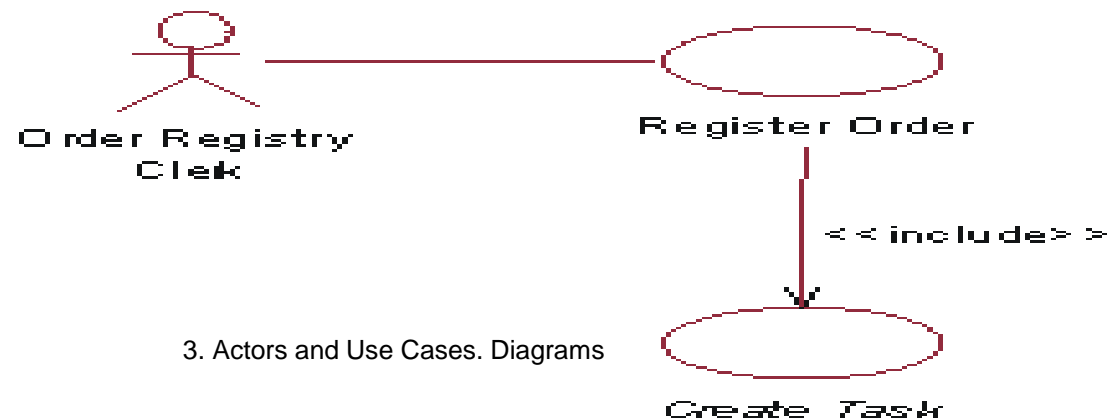 Order Registry
Clerk
Register Order
<<include>>
3. Actors and Use Cases. Diagrams
Create Task